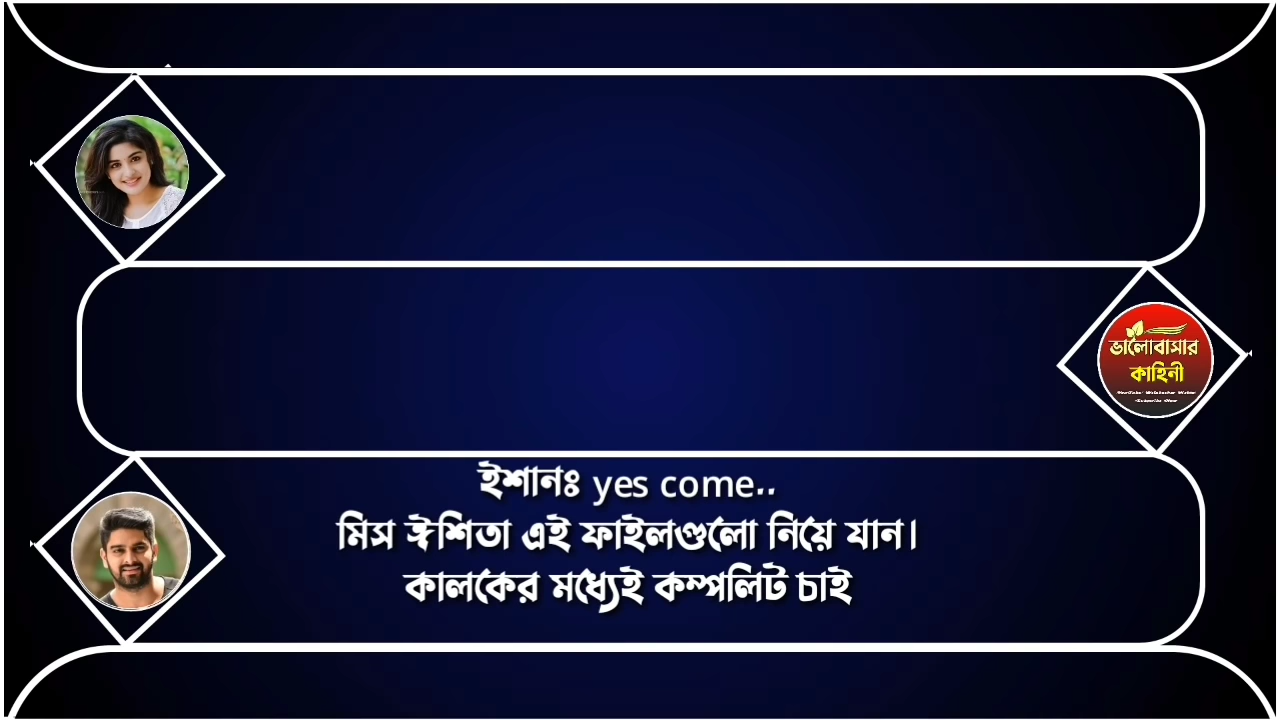 ভালোবাসার
কাহিনী
ইশানঃ yes come..
মিস ঈশিতা এই ফাইলগুলো নিয়ে যান।
কালকের মধ্যেই কম্পলিট চাই